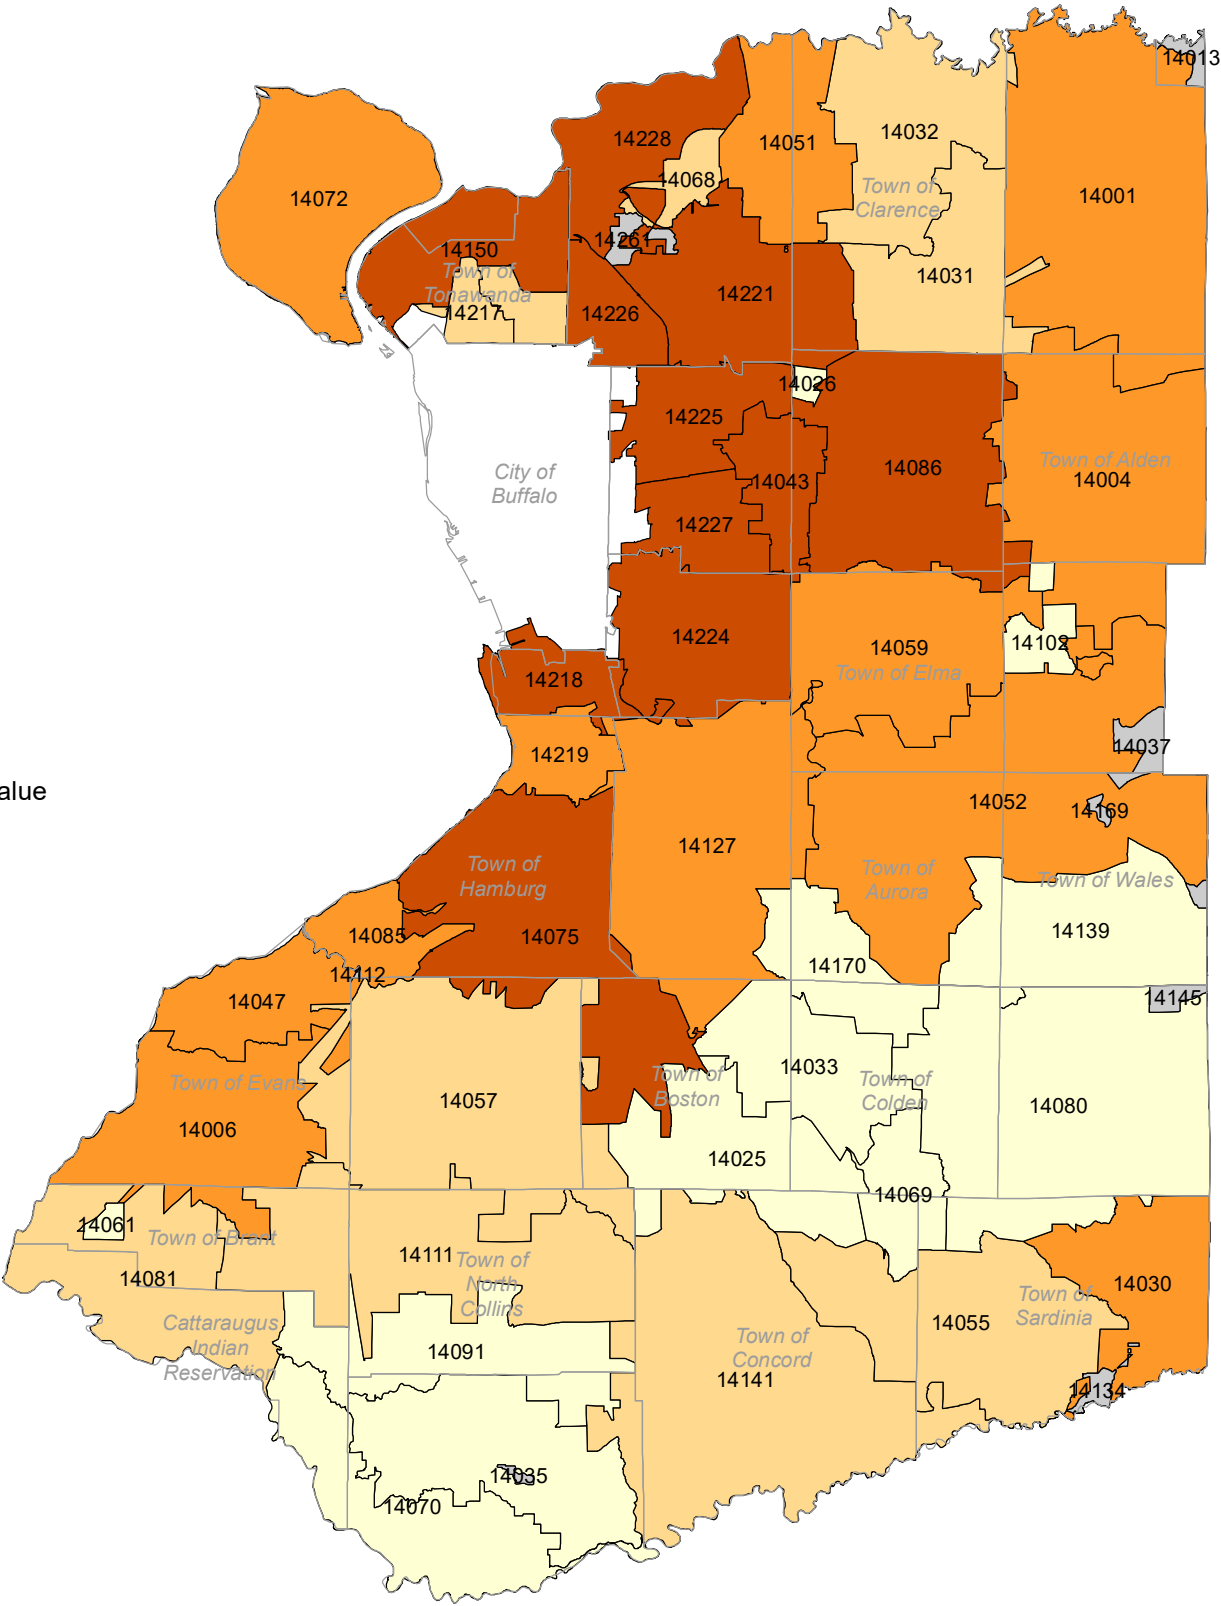 14013
14228
14032
14051
14068
Town of
Clarence
14072
14001
14261
14150
Town of
Tonawanda
14031
14221
14217
14226
14026
14225
Town of Alden
14004
14086
City of
Buffalo
14043
14227
14224
14102
14059
Town of Elma
14218
14037
14219
alue
14052
14169
14127
Town of
Hamburg
Town of
Aurora
Town of Wales
14139
14085
14075
14170
14112
14047
14145
14033
Town of Evans
Town of
Boston
Town of
Colden
14057
14080
14006
14025
14069
14061
Town of Brant
14111
Town of
North
Collins
14081
14030
Town of
Sardinia
14055
Cattaraugus
Indian
Reservation
Town of
Concord
14091
14141
14134
14035
14070